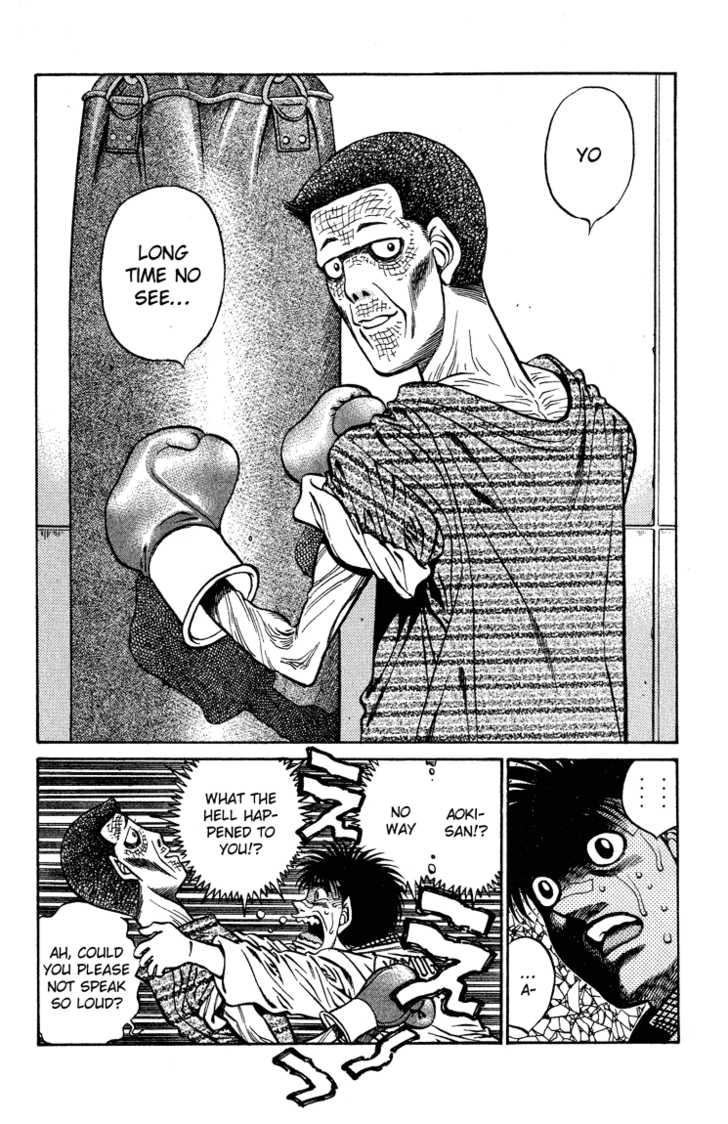 YO
LONG
TIME NO
SEE...
. . . . . . . .
...
A-
AOKI-
SAN!?
NO
WAY
WHAT THE
HELL HAP-
PENED TO
YOU!?
AH, COULD
YOU PLEASE
NOT SPEAK
SO LOUD?